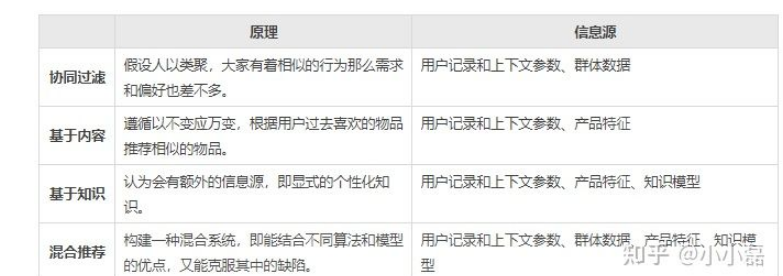 原理
信息源
协同过滤
假设人以类聚，大家有着相似的行为那么需求
和偏好也差不多。
用户记录和上下文参数、群体数据
基于内容
遵循以不变应万变，根据用户过去喜欢的物品
推荐相似的物品。
用户记录和上下文参数、产品特征
基于知识
认为会有额外的信息源，即显式的个性化知
识。
用户记录和上下文参数、产品特征、知识模型
混合推荐
构建一种混合系统，即能结合不同算法和模型
的优点，又能克服其中的缺陷。
用户记录和上下文参数、群体数据、产品特征、知识模
型
知乎 @小小磊